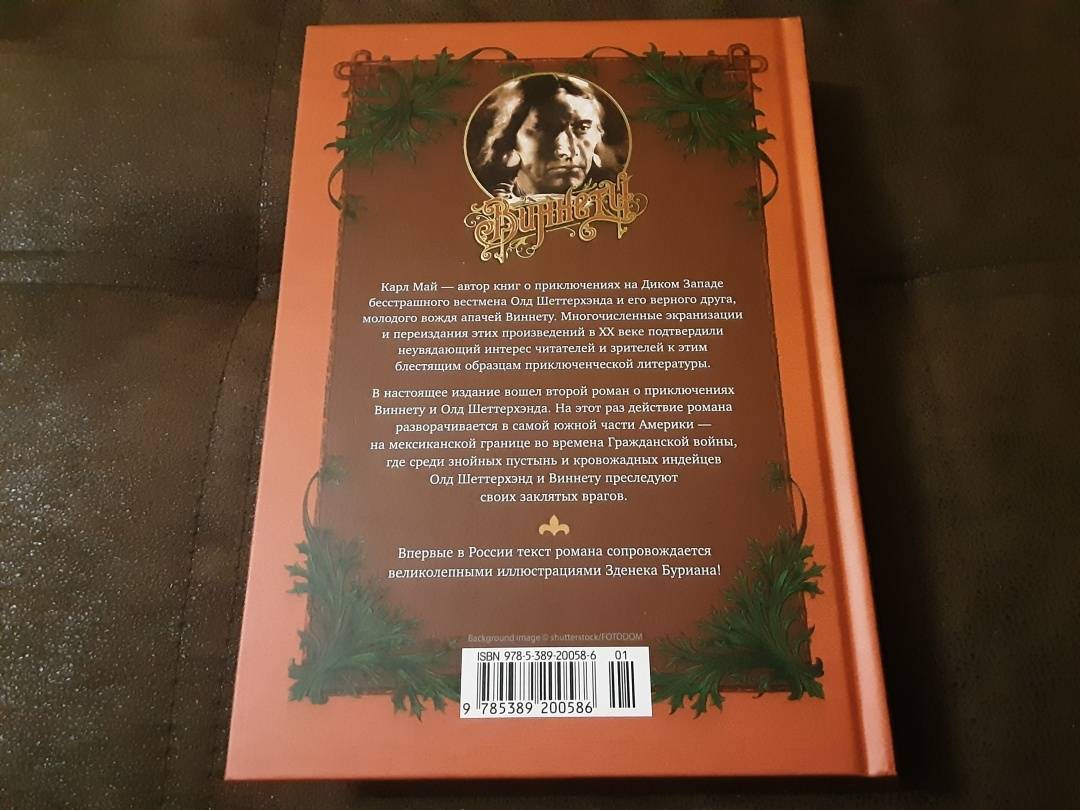 Виннету
Карл Май — автор книг о приключениях на Диком Западе
бесстрашного вестмена Олд Шеттерхэнда и его верного друга,
молодого вождя апачей Виннету. Многочисленные экранизации
и переиздания этих произведений в XX веке подтвердили
неувядающий интерес читателей и зрителей к этим
блестящим образцам приключенческой литературы.
В настоящее издание вошел второй роман о приключениях
Виннету и Олд Шеттерхэнда. На этот раз действие романа
разворачивается в самой южной части Америки —
на мексиканской границе во времена Гражданской войны,
где среди знойных пустынь и кровожадных индейцев
Олд Шеттерхэнд и Виннету преследуют
своих заклятых врагов.
Впервые в России текст романа сопровождается
великолепными иллюстрациями Зденека Буриана!
Background image © shutterstock/FOTODOM
ISBN 978-5-389-20058-6 01
9 785389 200586